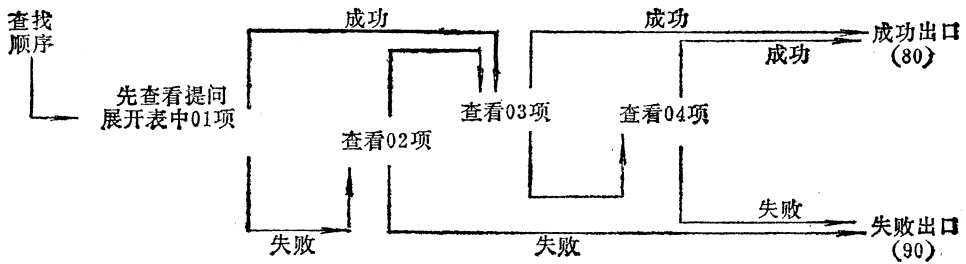 查找
顺序
成功
成功
成功出口
(80)
成功
先查看提问
展开表中01项
查看03项
查看04项
查看02项
失败
失败
失败
失败出口
(90)